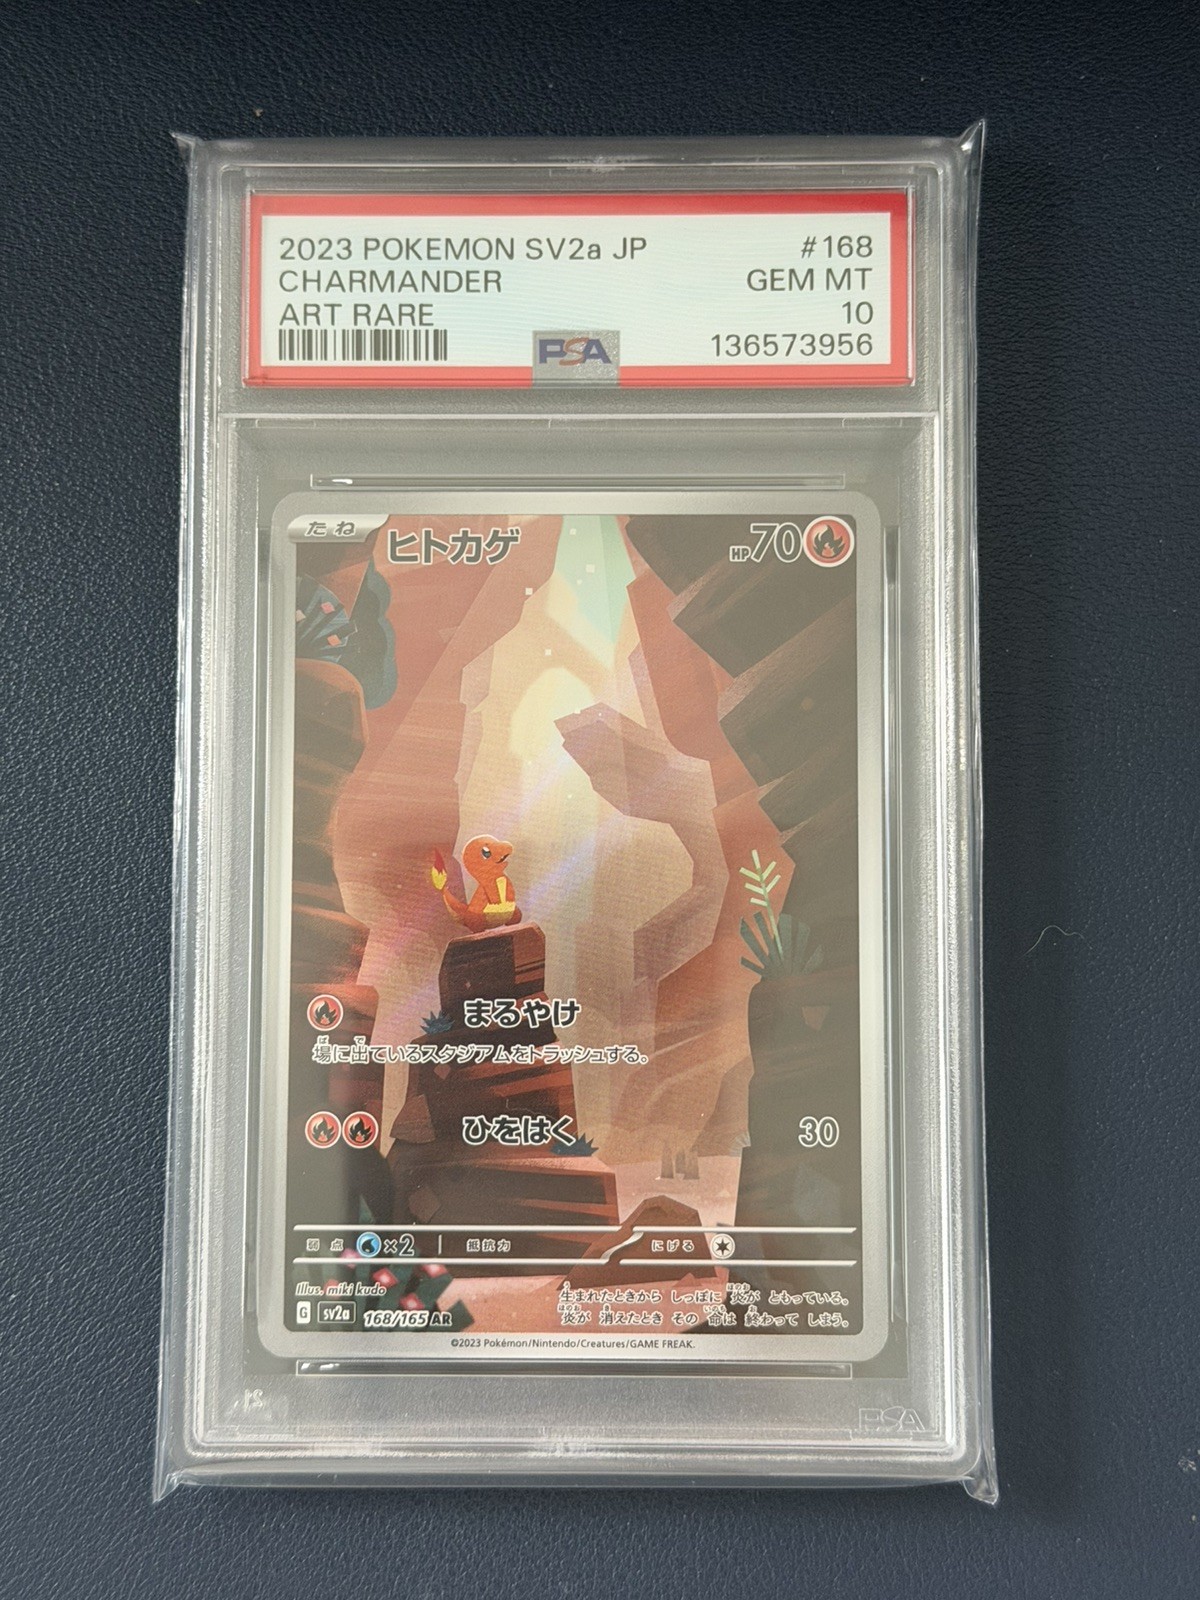 2023 POKEMON SV2a JP #168
CHARMANDER GEM MT
ART RARE 10
PSA 136573956
たね ヒトカゲ HP70
まるやけ
場に出ているスタジアムをトラッシュする。
ひをはく 30
弱点 ×2 抵抗力 にげる
Illus. miki kudo
生まれたときから しっぽに 炎が ともっている。
炎が 消えたとき その 命は 終わって しまう。
G sv2a 168/165 AR
©2023 Pokémon/Nintendo/Creatures/GAME FREAK.
PSA